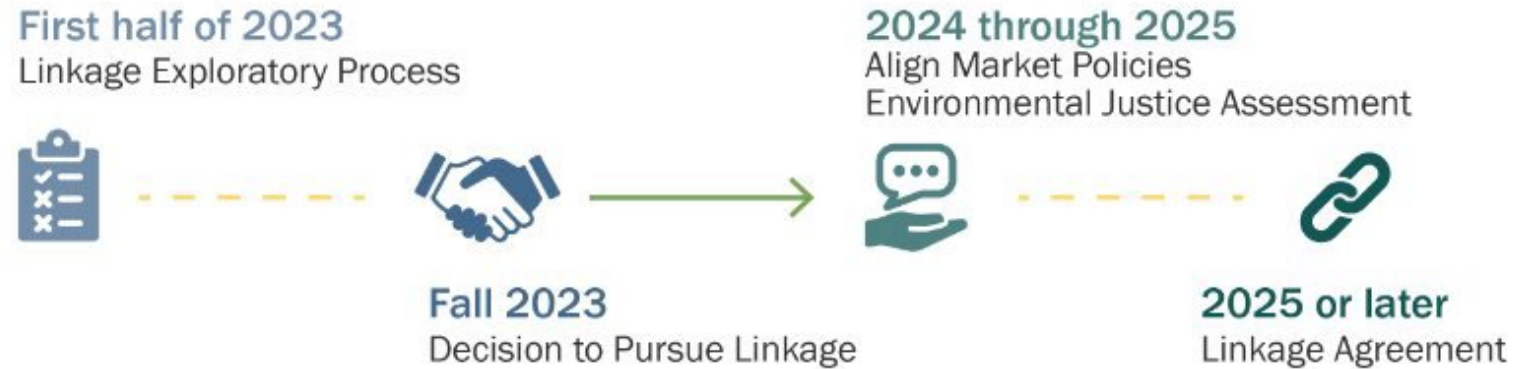 First half of 2023
Linkage Exploratory Process
Fall 2023
Decision to Pursue Linkage
2024 through 2025
Align Market Policies
Environmental Justice Assessment
2025 or later
Linkage Agreement